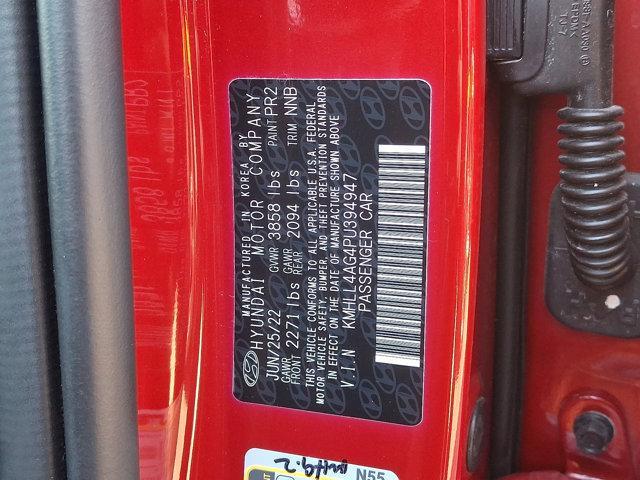 MANUFACTURED IN KOREA BY
HYUNDAI MOTOR COMPANY
JUN/25/22 GVWR 3858 lbs PAINT PR2
GAWR FRONT 2271 lbs GAWR REAR 2094 lbs TRIM NNB
THIS VEHICLE CONFORMS TO ALL APPLICABLE U.S.A. FEDERAL
MOTOR VEHICLE SAFETY, BUMPER, AND THEFT PREVENTION STANDARDS
IN EFFECT ON THE DATE OF MANUFACTURE SHOWN ABOVE
V.I.N KMHLL4AG4PU394947
PASSENGER CAR
N55